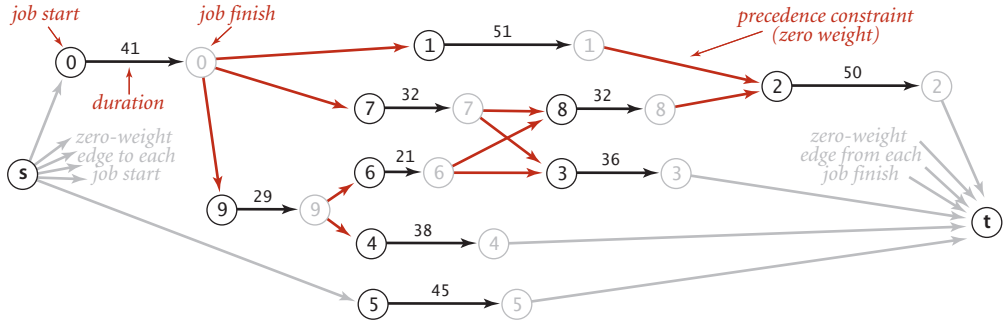 job start
job finish
precedence constraint
(zero weight)
41
51
0
0
1
1
50
duration
32
32
2
2
7
7
8
8
zero-weight
edge to each
job start
zero-weight
edge from each
job finish
21
36
s
6
6
3
3
29
9
9
38
t
4
4
45
5
5